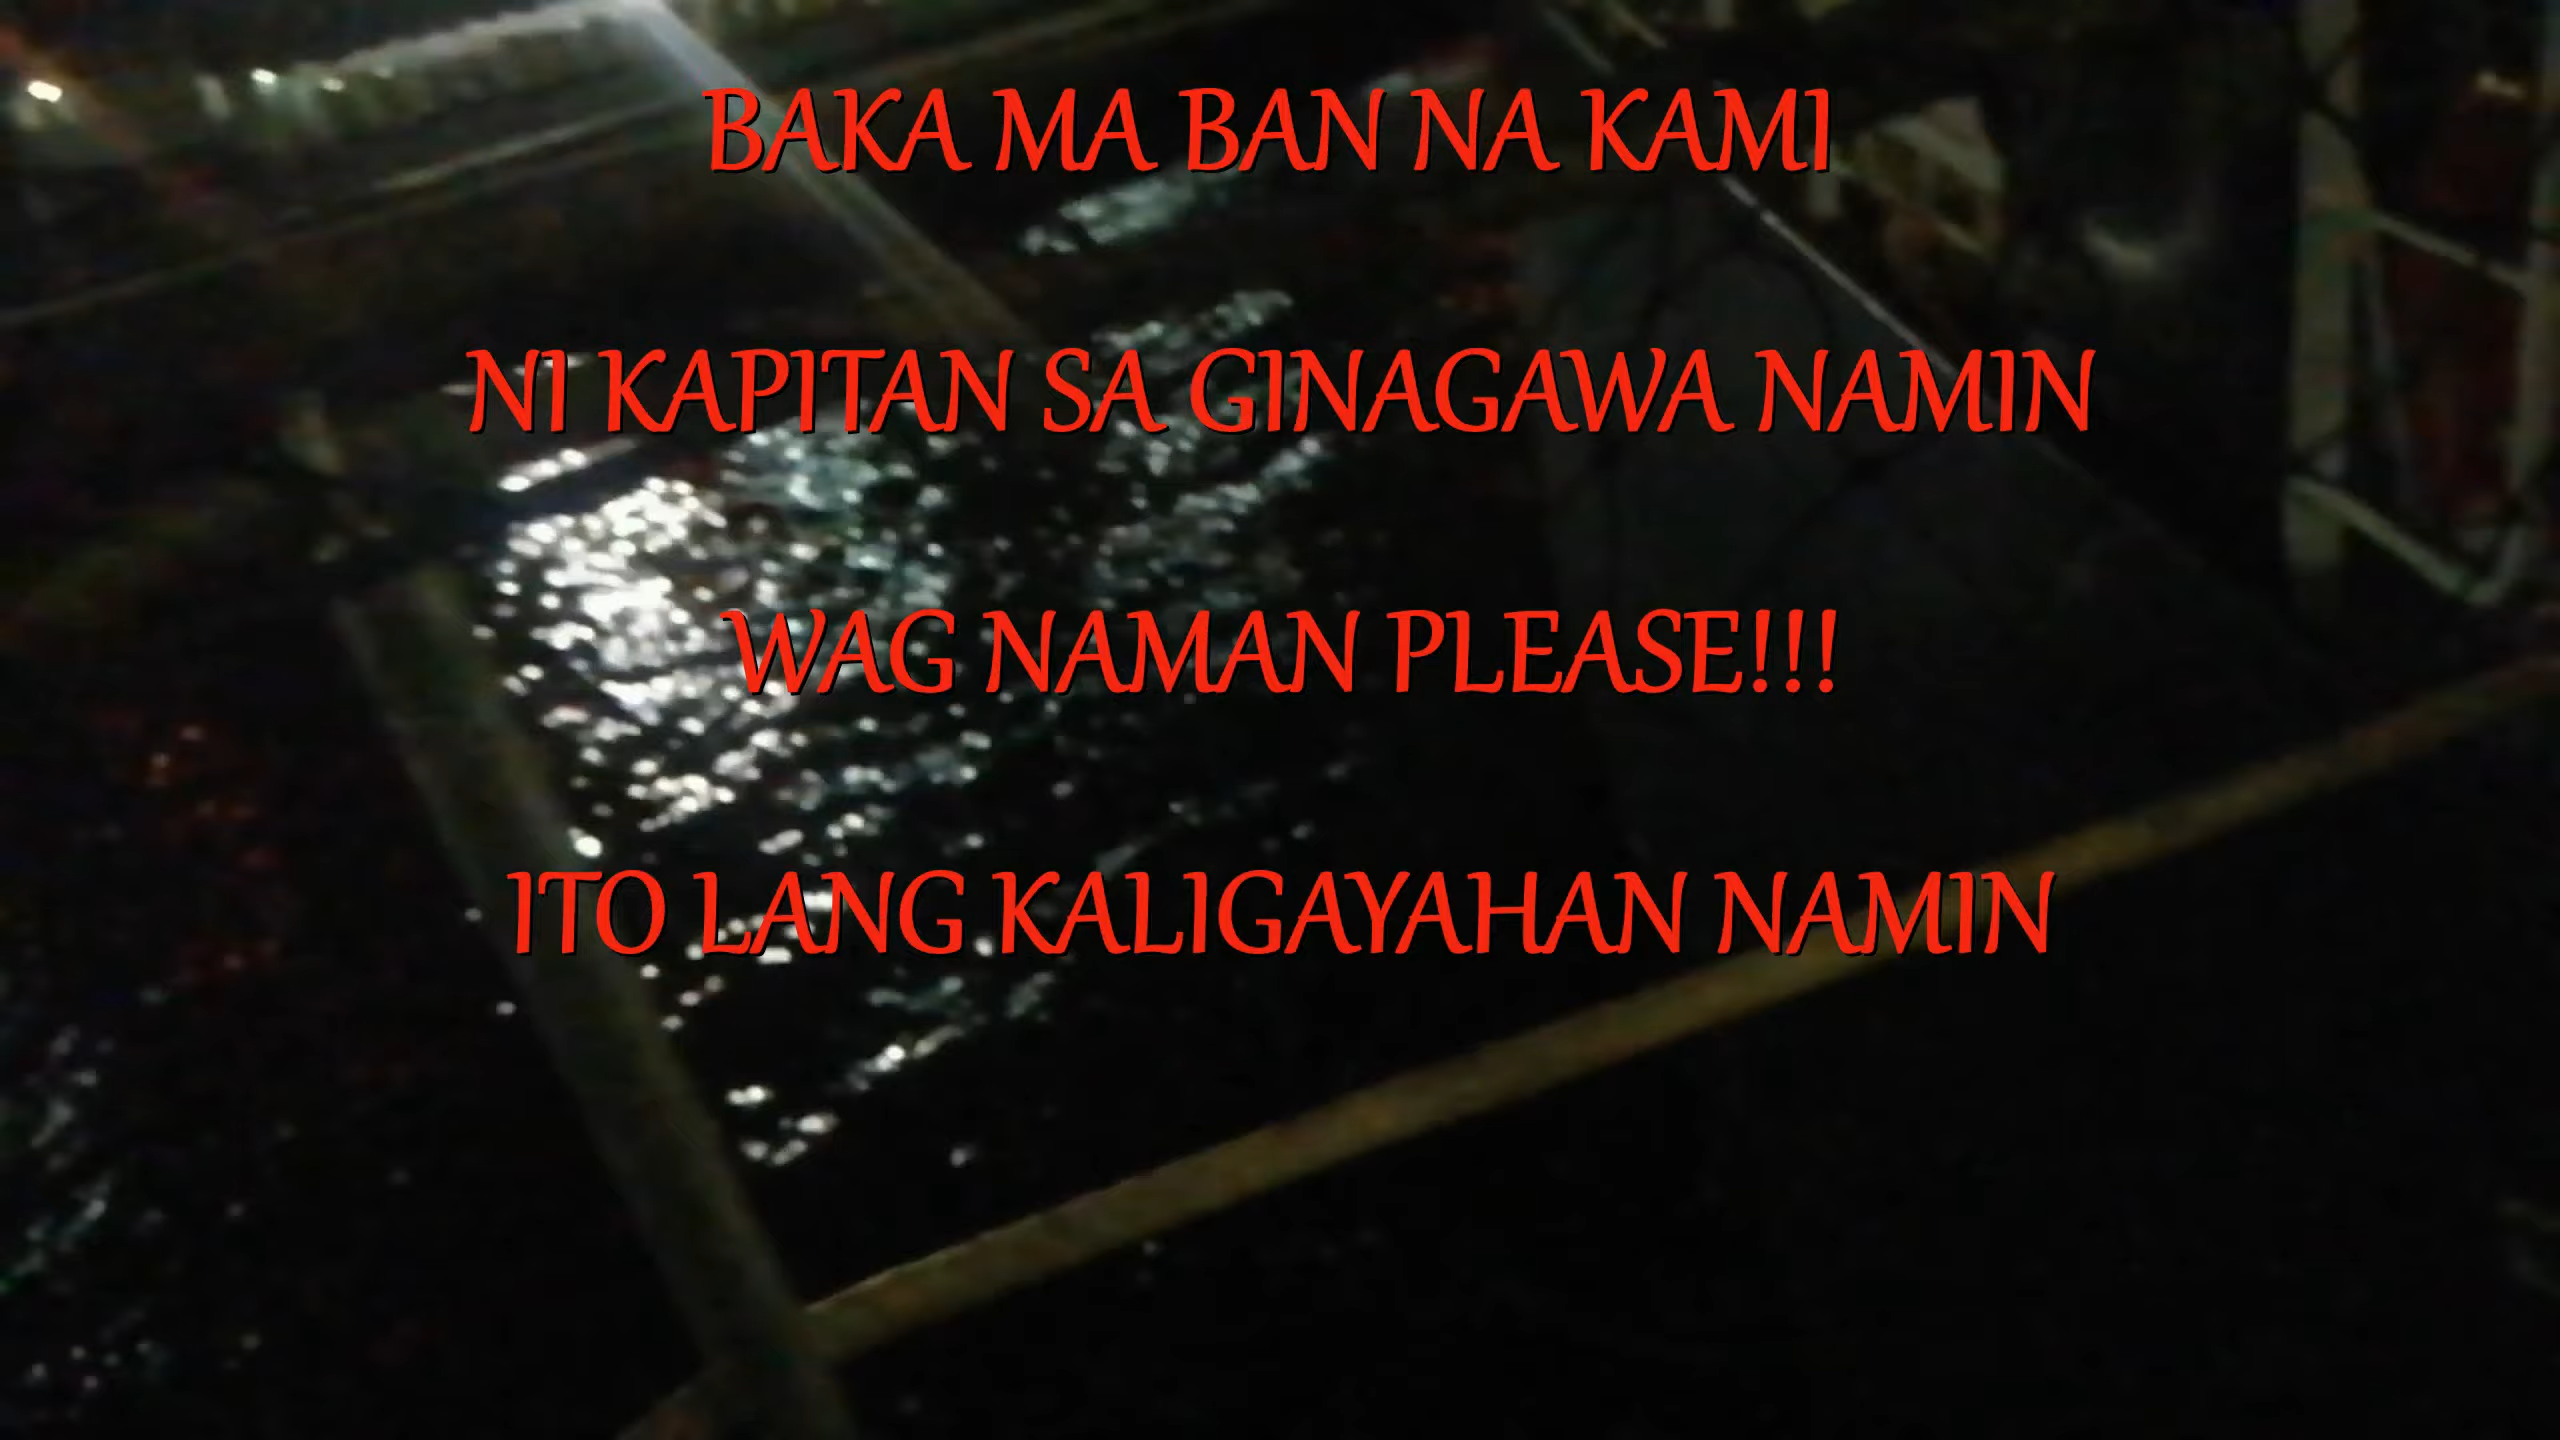 BAKA MA BAN NA KAMI
NI KAPITAN SA GINAGAWA NAMIN
WAG NAMAN PLEASE!!!
ITO LANG KALIGAYAHAN NAMIN